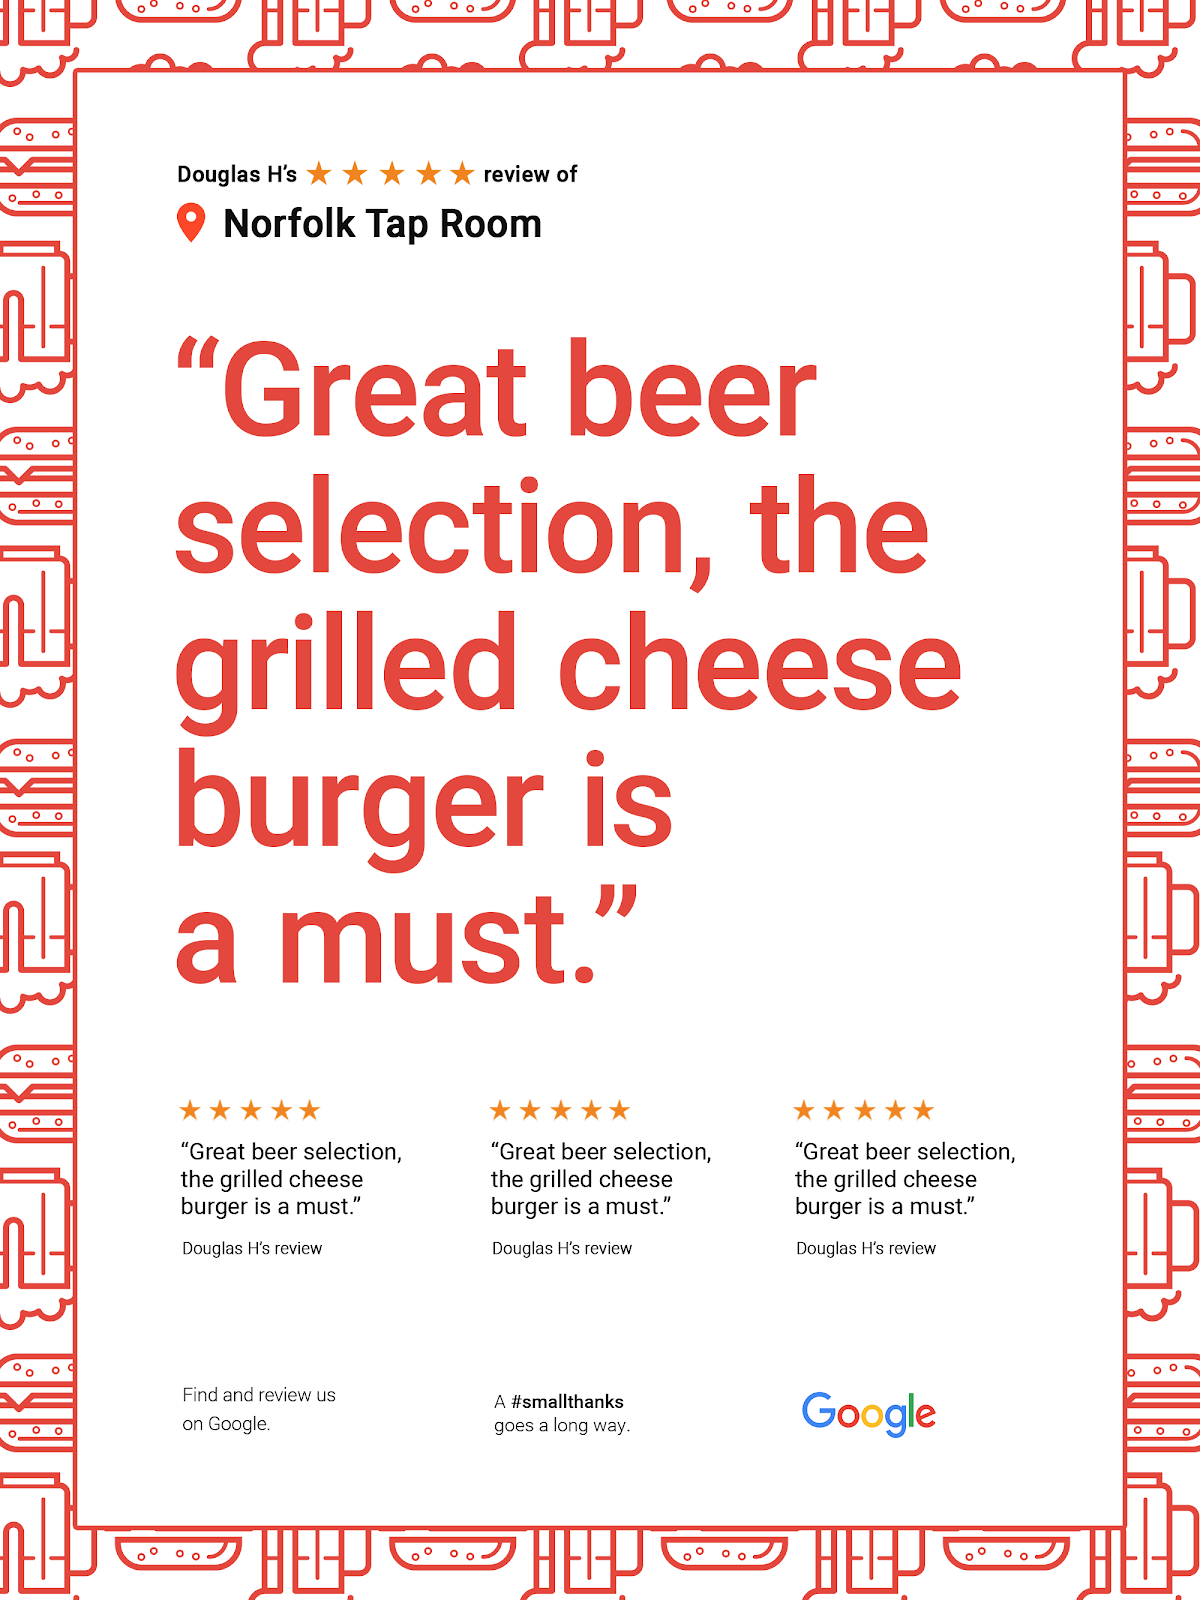 Douglas H’s ★ ★ ★ ★ ★ review of
Norfolk Tap Room
“Great beer
selection, the
grilled cheese
burger is
a must.”
★ ★ ★ ★ ★
“Great beer selection,
the grilled cheese
burger is a must.”
Douglas H’s review
★ ★ ★ ★ ★
“Great beer selection,
the grilled cheese
burger is a must.”
Douglas H’s review
★ ★ ★ ★ ★
“Great beer selection,
the grilled cheese
burger is a must.”
Douglas H’s review
Find and review us
on Google.
A #smallthanks
goes a long way.
Google